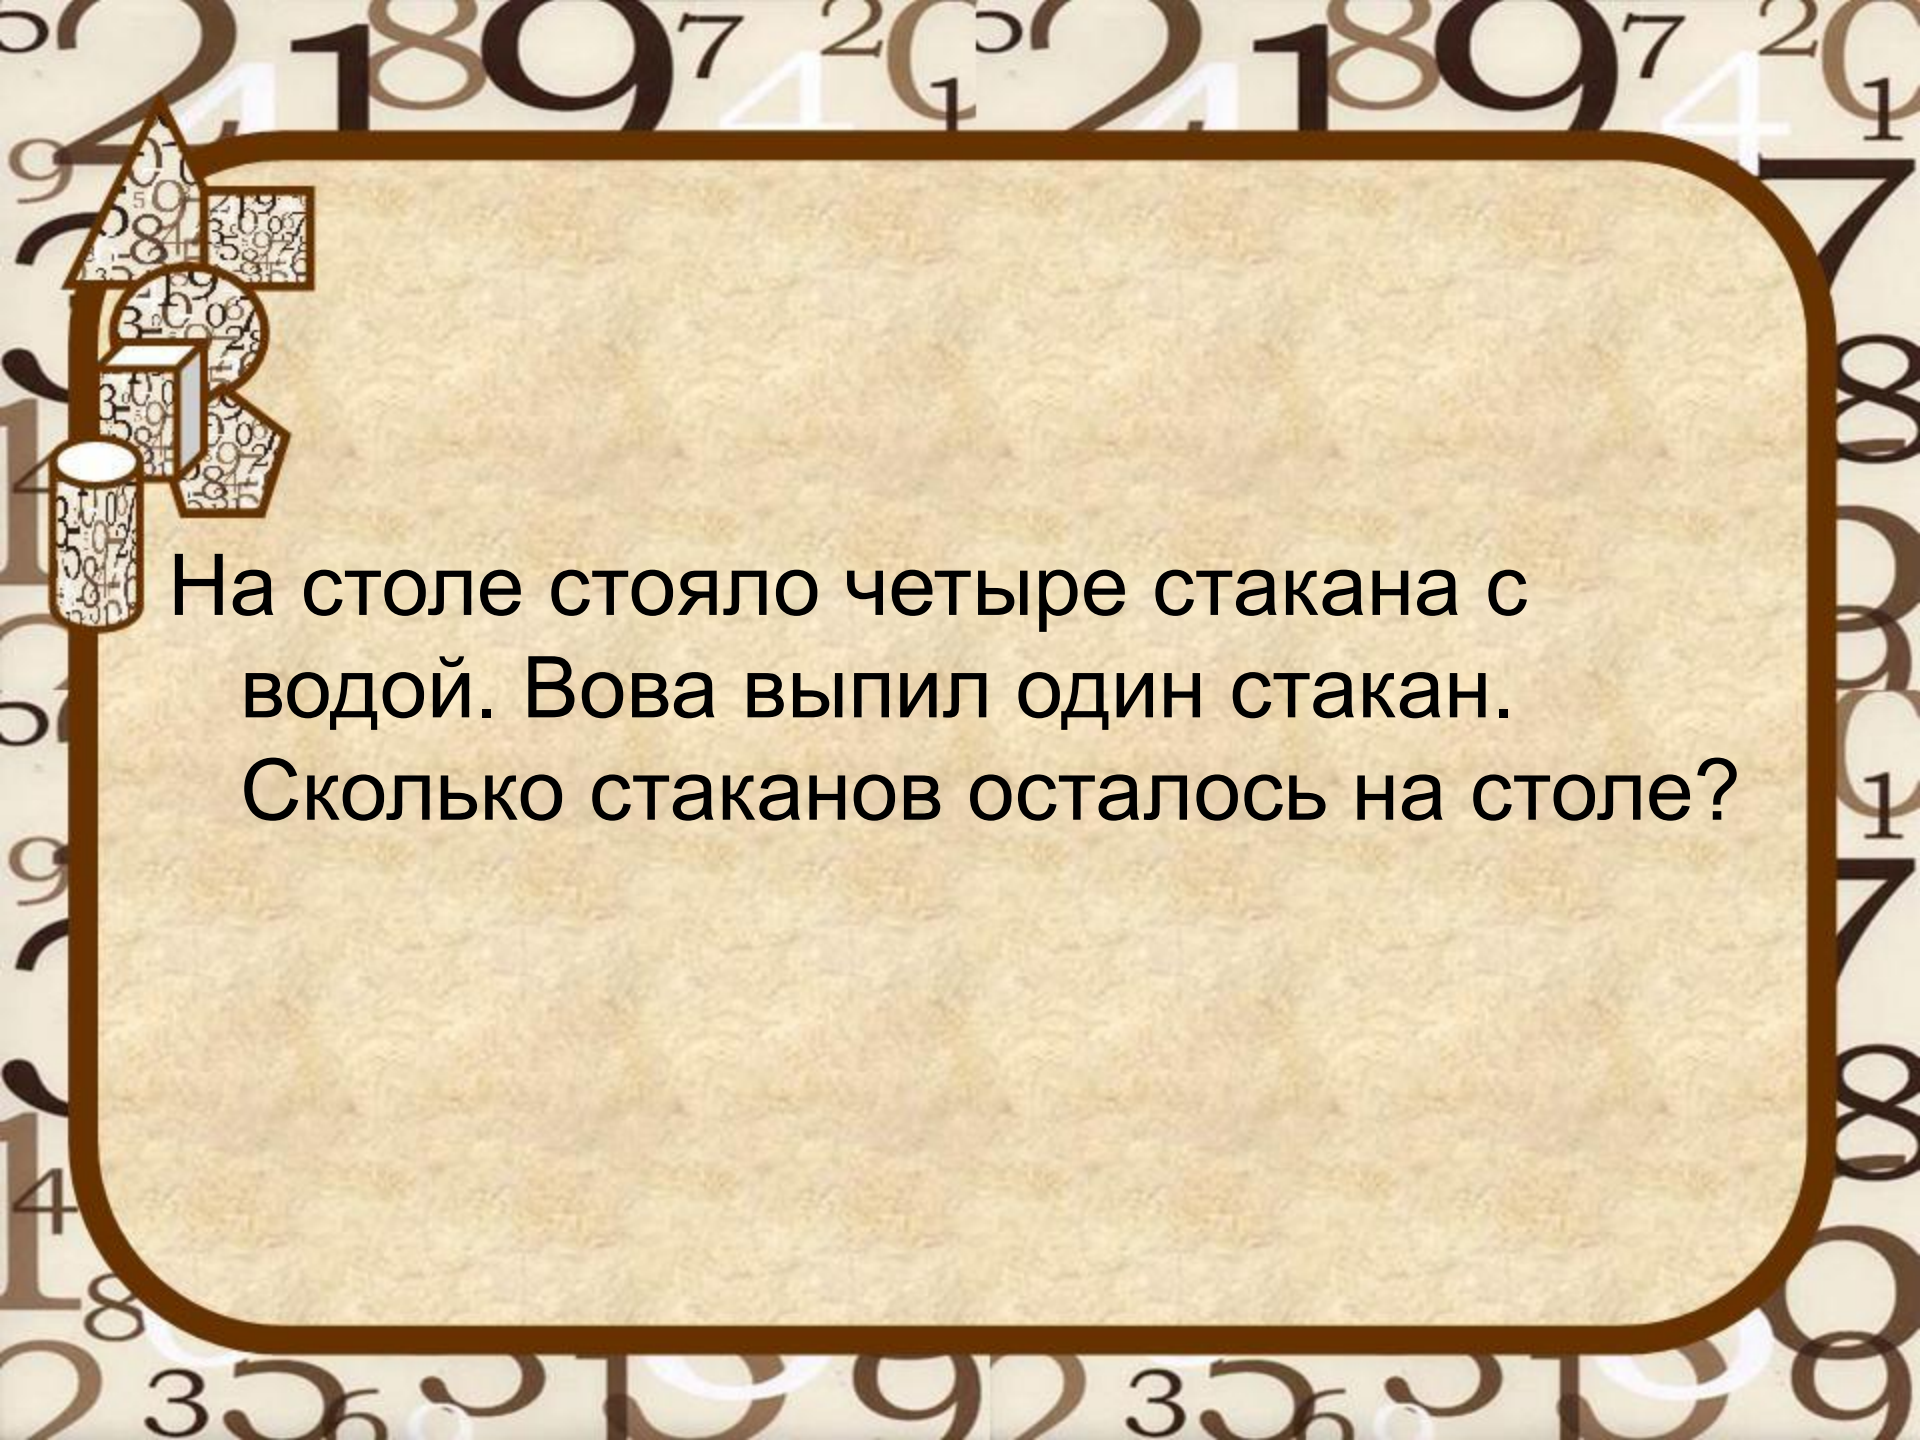 На столе стояло четыре стакана с
водой. Вова выпил один стакан.
Сколько стаканов осталось на столе?